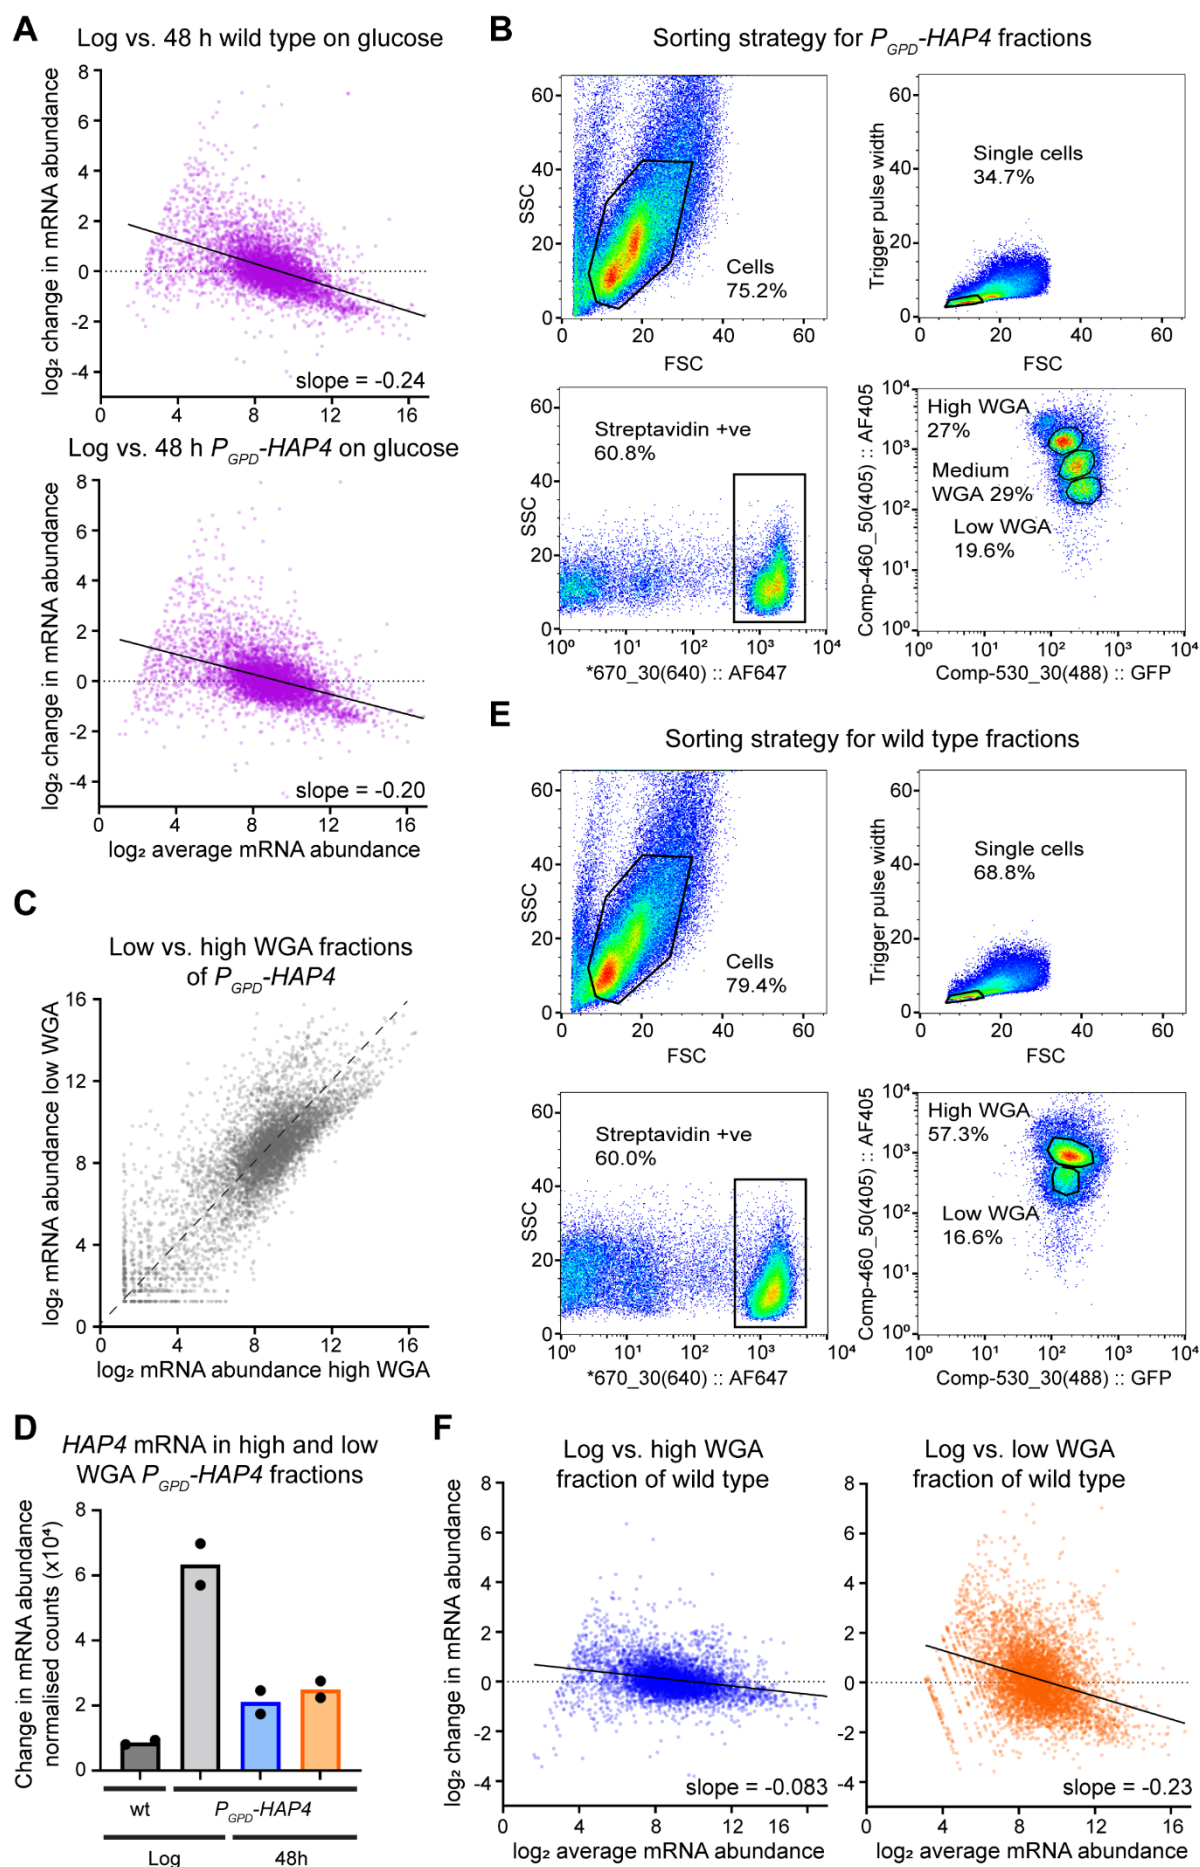 A
Log vs. 48 h wild type on glucose
log₂ change in mRNA abundance
8
6
4
2
0
-2
-4
slope = -0.24
0 4 8 12 16
Log vs. 48 h P_GPD-HAP4 on glucose
log₂ change in mRNA abundance
8
6
4
2
0
-2
-4
slope = -0.20
0 4 8 12 16
log₂ average mRNA abundance
B
Sorting strategy for P_GPD-HAP4 fractions
SSC
60
40
20
0
Cells
75.2%
0 20 40 60
FSC
Trigger pulse width
60
40
20
0
Single cells
34.7%
0 20 40 60
FSC
SSC
60
40
20
0
Streptavidin +ve
60.8%
10⁰ 10¹ 10² 10³ 10⁴
*670_30(640) :: AF647
Comp-460_50(405) :: AF405
10⁴
10³
10²
10¹
10⁰
High WGA
27%
Medium
WGA 29%
Low WGA
19.6%
10⁰ 10¹ 10² 10³ 10⁴
Comp-530_30(488) :: GFP
C
Low vs. high WGA fractions
of P_GPD-HAP4
log₂ mRNA abundance low WGA
16
12
8
4
0
0 4 8 12 16
log₂ mRNA abundance high WGA
E
Sorting strategy for wild type fractions
SSC
60
40
20
0
Cells
79.4%
0 20 40 60
FSC
Trigger pulse width
60
40
20
0
Single cells
68.8%
0 20 40 60
FSC
SSC
60
40
20
0
Streptavidin +ve
60.0%
10⁰ 10¹ 10² 10³ 10⁴
*670_30(640) :: AF647
Comp-460_50(405) :: AF405
10⁴
10³
10²
10¹
10⁰
High WGA
57.3%
Low WGA
16.6%
10⁰ 10¹ 10² 10³ 10⁴
Comp-530_30(488) :: GFP
D
HAP4 mRNA in high and low
WGA P_GPD-HAP4 fractions
Change in mRNA abundance
normalised counts (x10⁴)
8
6
4
2
0
wt P_GPD-HAP4
Log 48h
F
Log vs. high WGA
fraction of wild type
log₂ change in mRNA abundance
8
6
4
2
0
-2
-4
slope = -0.083
0 4 8 12 16
log₂ average mRNA abundance
Log vs. low WGA
fraction of wild type
8
6
4
2
0
-2
-4
slope = -0.23
0 4 8 12 16
log₂ average mRNA abundance